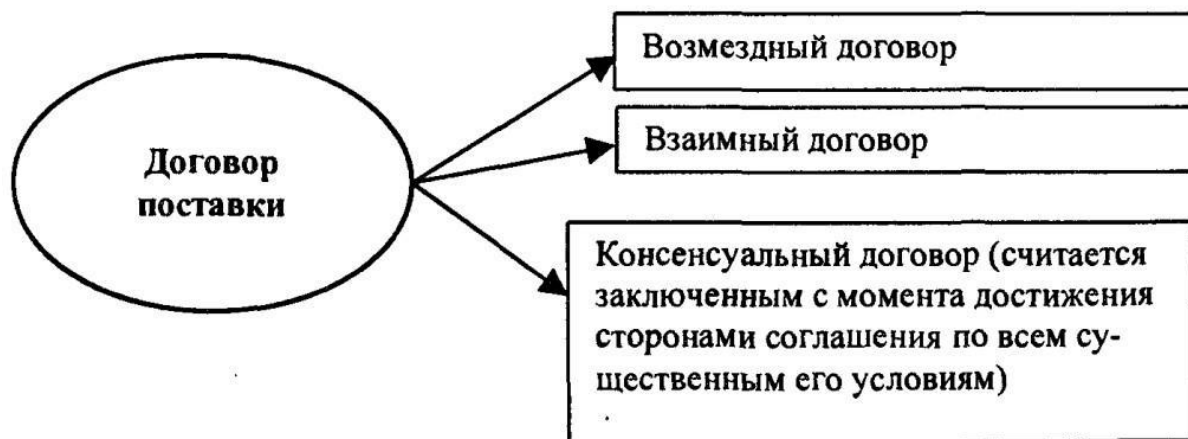 Договор
поставки
Возмездный договор
Взаимный договор
Консенсуальный договор (считается
заключенным с момента достижения
сторонами соглашения по всем су-
щественным его условиям)